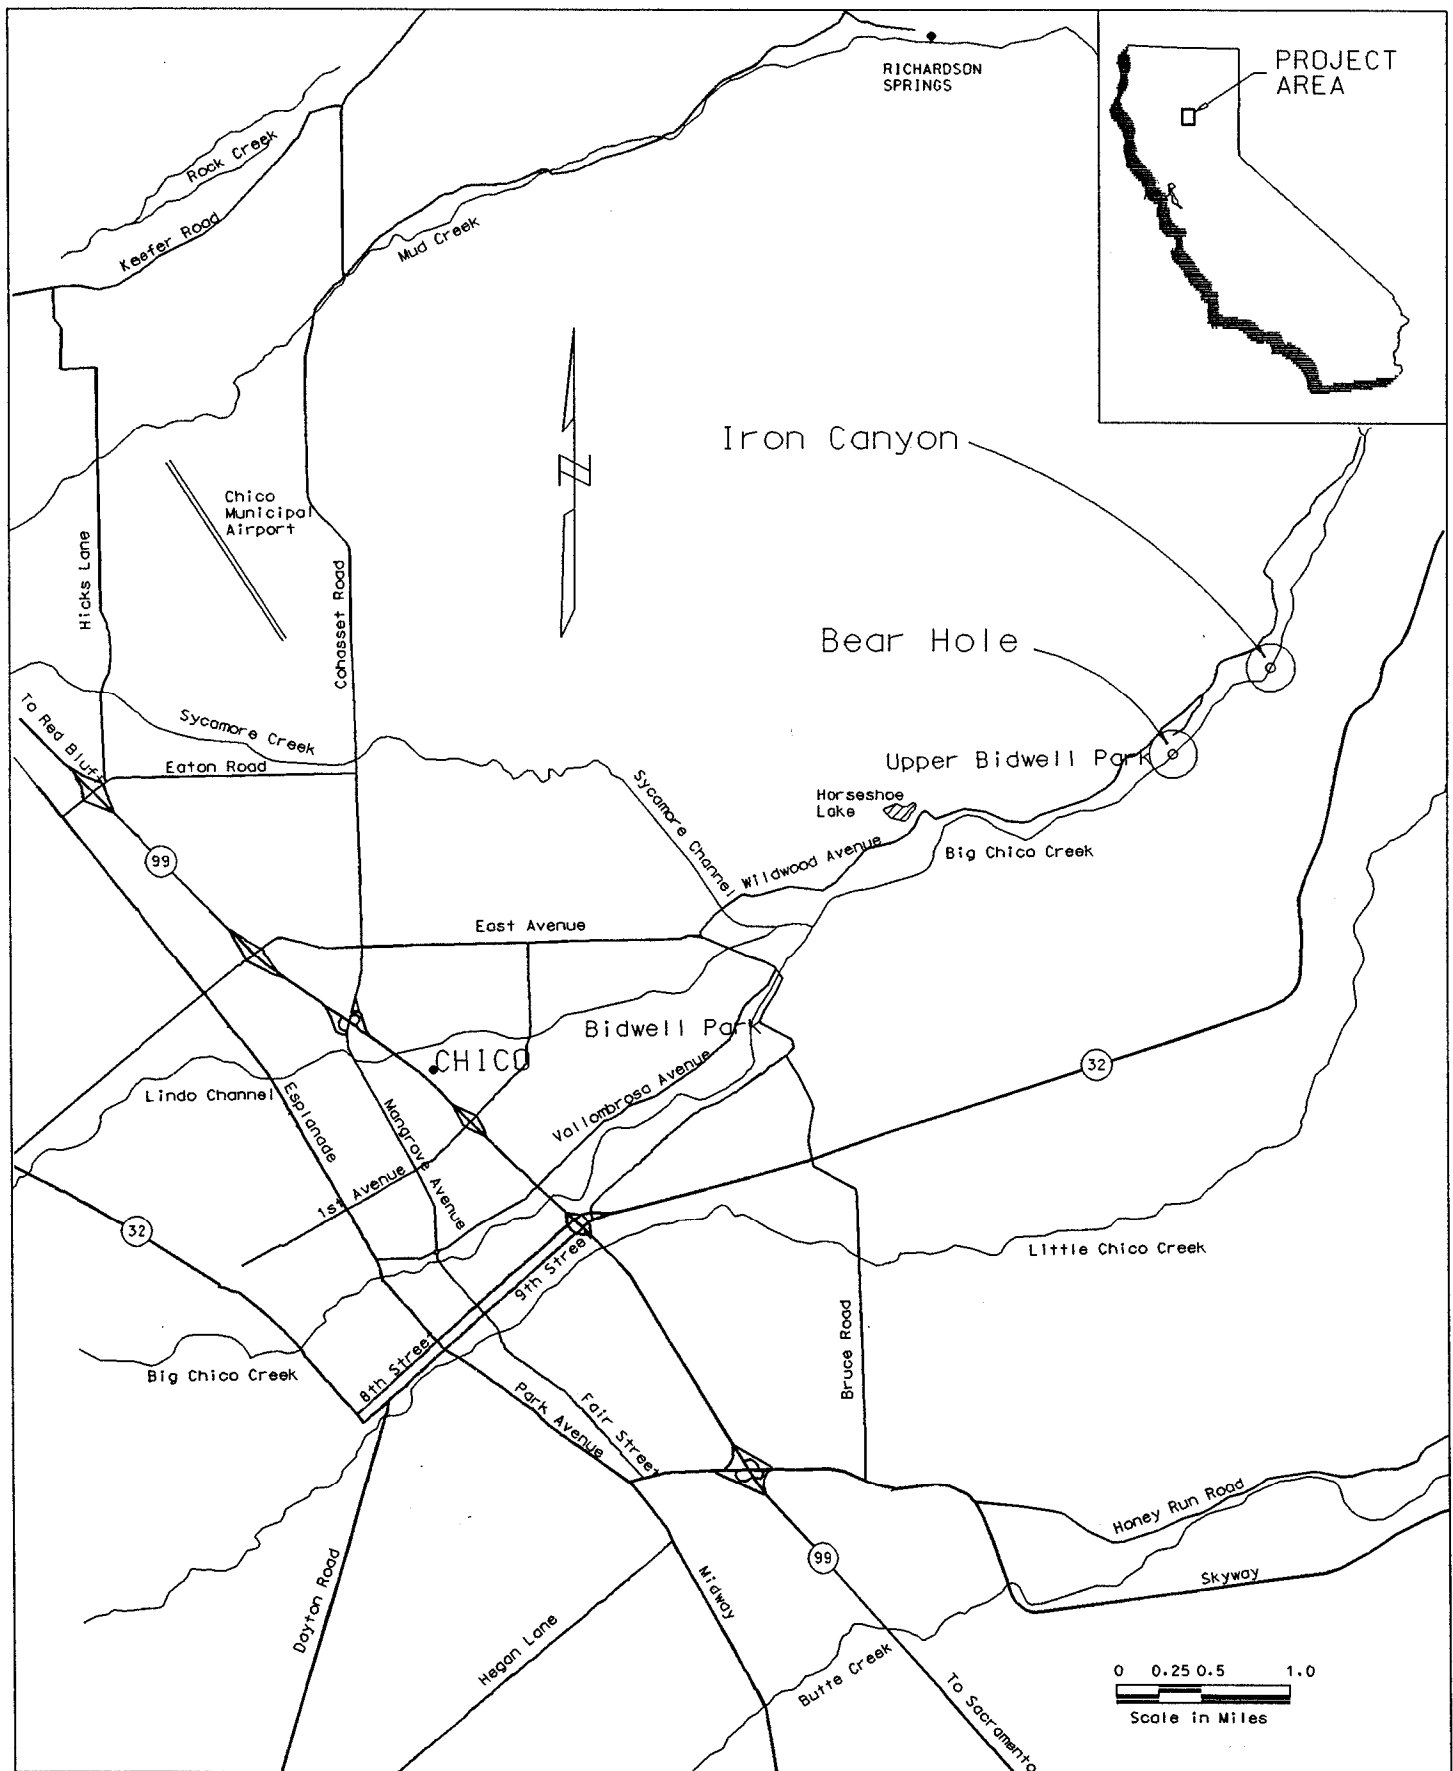 RICHARDSON
SPRINGS
PROJECT
AREA
Rock Creek
Keefer Road
Mud Creek
Iron Canyon
N
Chico
Municipal
Airport
Hicks Lane
Cohasset Road
Bear Hole
To Red Bluff
Sycamore Creek
Eaton Road
Upper Bidwell Park
Sycamore Channel
Horseshoe
Lake
Wildwood Avenue
Big Chico Creek
99
East Avenue
Bidwell Park
CHICO
32
Lindo Channel
Esplanade
Mangrove Avenue
Vallombrosa Avenue
1st Avenue
32
Little Chico Creek
9th Street
8th Street
Big Chico Creek
Bruce Road
Park Avenue
Fair Street
Honey Run Road
Skyway
99
Dayton Road
Midway
Hegan Lane
Butte Creek
To Sacramento
0 0.25 0.5 1.0
Scale in Miles